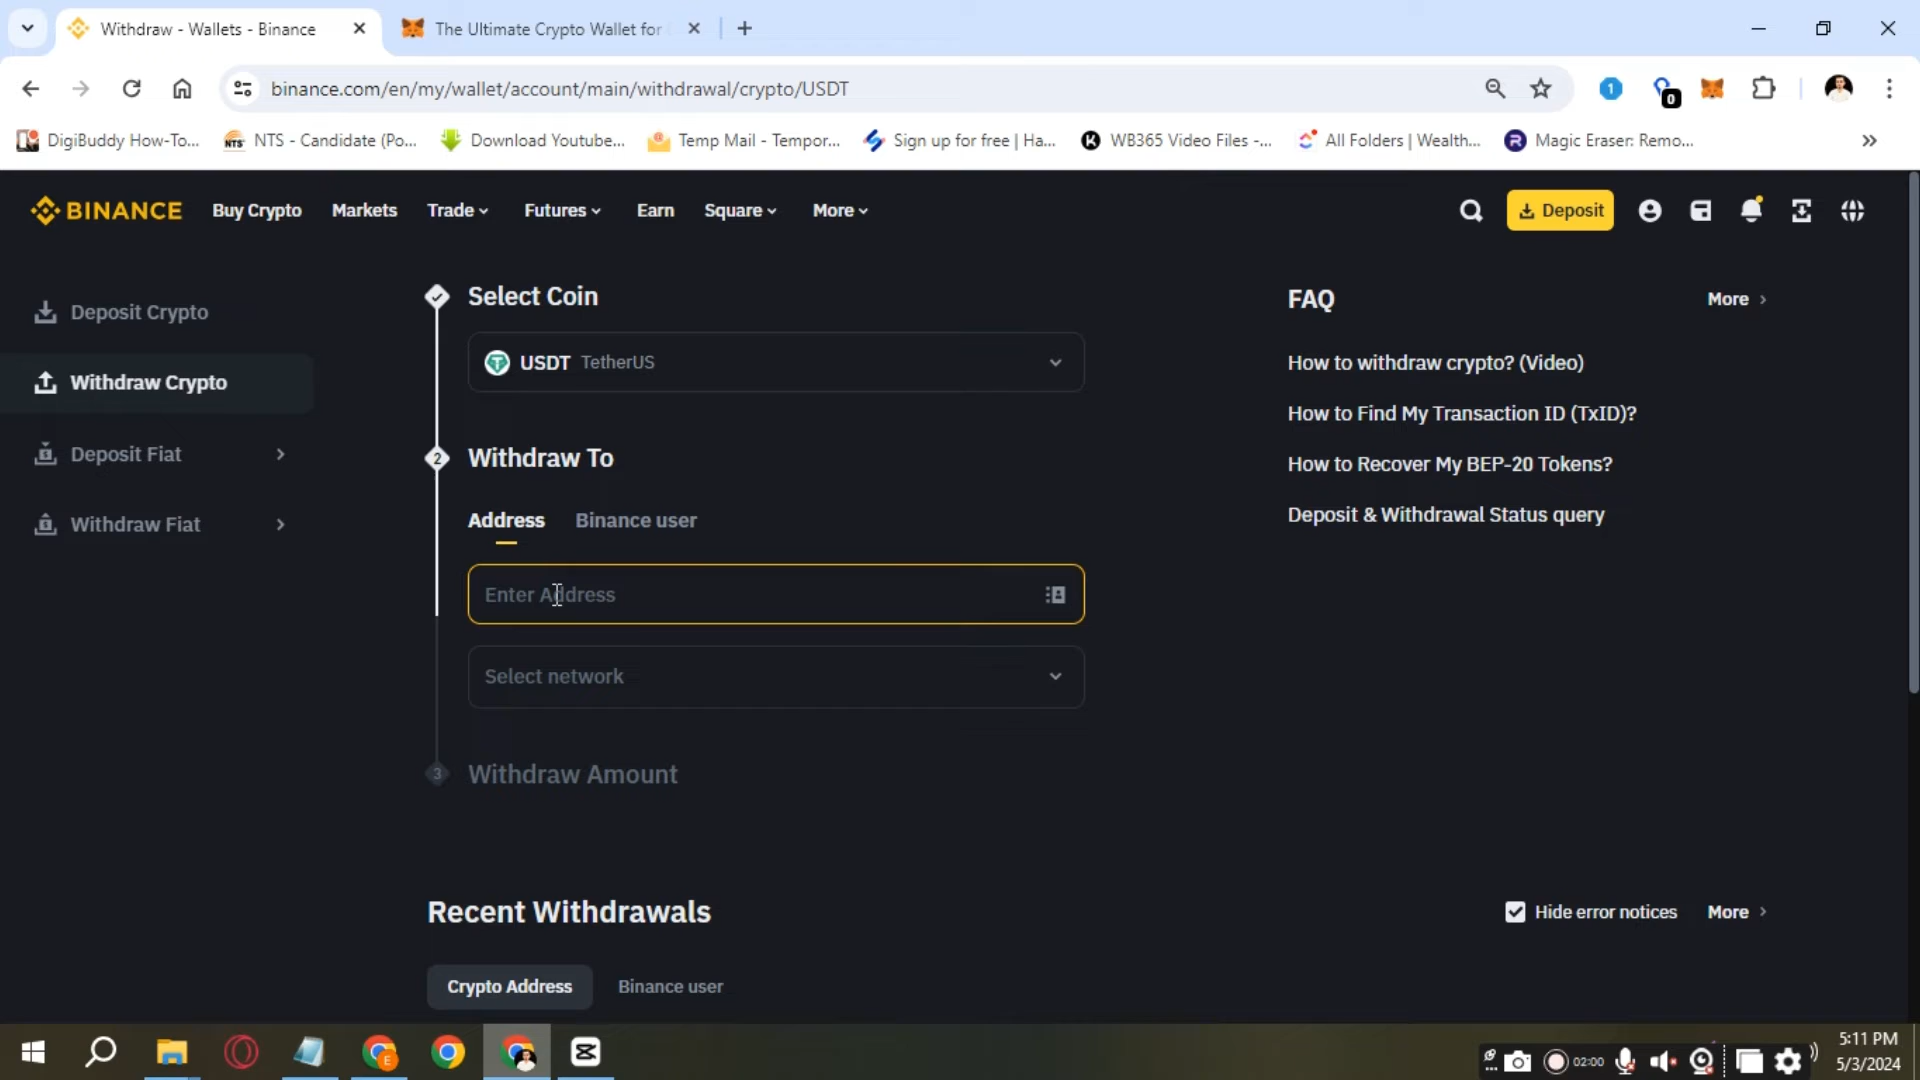 Withdraw - Wallets - Binance
The Ultimate Crypto Wallet for
binance.com/en/my/wallet/account/main/withdrawal/crypto/USDT
1
0
DigiBuddy How-To...
NTS - Candidate (Po...
Download Youtube...
Temp Mail - Tempor...
Sign up for free | Ha...
WB365 Video Files -...
All Folders | Wealth...
Magic Eraser: Remo...
BINANCE
Buy Crypto
Markets
Trade
Futures
Earn
Square
More
Deposit
Deposit Crypto
Withdraw Crypto
Deposit Fiat
Withdraw Fiat
Select Coin
USDT TetherUS
2
Withdraw To
Address
Binance user
Enter Address
Select network
3
Withdraw Amount
FAQ
More
How to withdraw crypto? (Video)
How to Find My Transaction ID (TxID)?
How to Recover My BEP-20 Tokens?
Deposit & Withdrawal Status query
Recent Withdrawals
Hide error notices
More
Crypto Address
Binance user
02:00
5:11 PM
5/3/2024